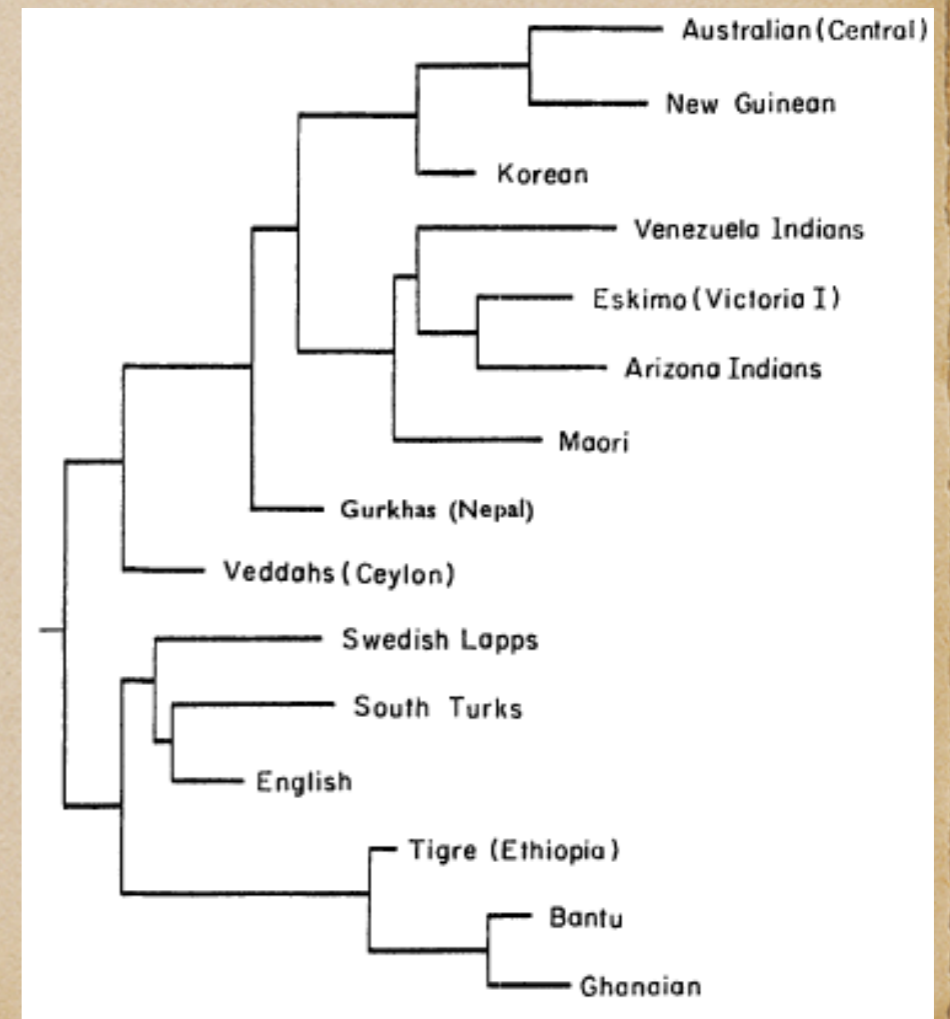 Australian (Central)
New Guinean
Korean
Venezuela Indians
Eskimo (Victoria I)
Arizona Indians
Maori
Gurkhas (Nepal)
Veddahs (Ceylon)
Swedish Lapps
South Turks
English
Tigre (Ethiopia)
Bantu
Ghanaian